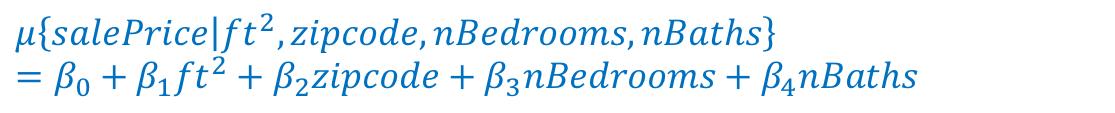 μ{salePrice|ft², zipcode, nBedrooms, nBaths}
= β₀ + β₁ft² + β₂zipcode + β₃nBedrooms + β₄nBaths